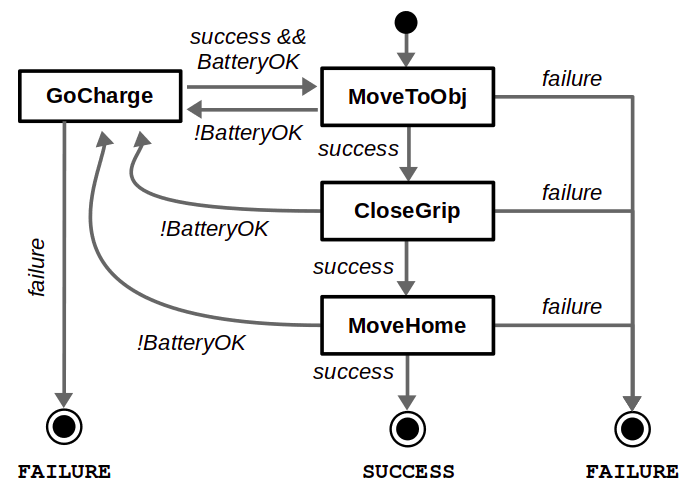 success &&
BatteryOK
GoCharge
MoveToObj
failure
!BatteryOK
success
CloseGrip
failure
!BatteryOK
success
failure
MoveHome
failure
!BatteryOK
success
FAILURE
SUCCESS
FAILURE